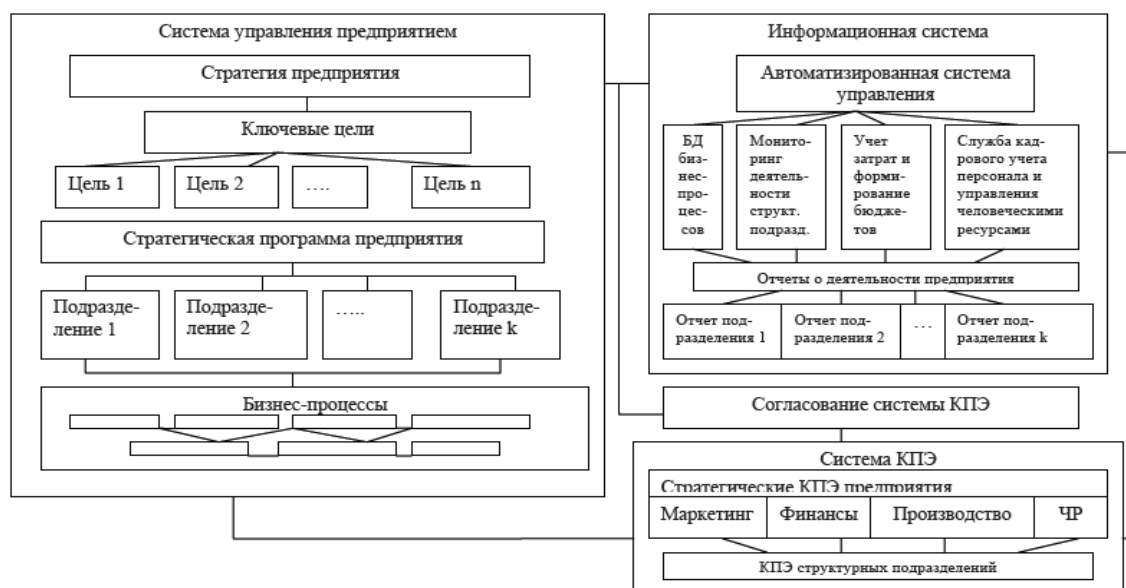 Система управления предприятием
Стратегия предприятия
Ключевые цели
Цель 1
Цель 2
….
Цель n
Стратегическая программа предприятия
Подразде-
ление 1
Подразде-
ление 2
…..
Подразде-
ление k
Бизнес-процессы
Информационная система
Автоматизированная система
управления
БД
биз-
нес-
про-
цес-
сов
Монито-
ринг
деятель-
ности
структ.
подразд.
Учет
затрат и
форми-
рование
бюдже-
тов
Служба кад-
рового учета
персонала и
управления
человеческими
ресурсами
Отчеты о деятельности предприятия
Отчет под-
разделения 1
Отчет под-
разделения 2
…
Отчет под-
разделения k
Согласование системы КПЭ
Система КПЭ
Стратегические КПЭ предприятия
Маркетинг
Финансы
Производство
ЧР
КПЭ структурных подразделений